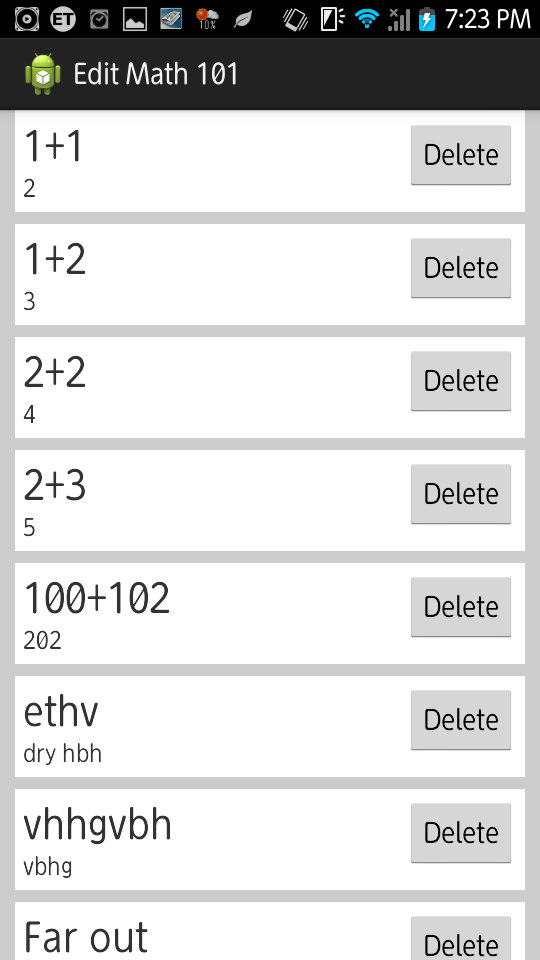 ET
10%
7:23 PM
Edit Math 101
1+1
Delete
2
1+2
Delete
3
2+2
Delete
4
2+3
Delete
5
100+102
Delete
202
ethv
Delete
dry hbh
vhhgvbh
Delete
vbhg
Far out
Delete